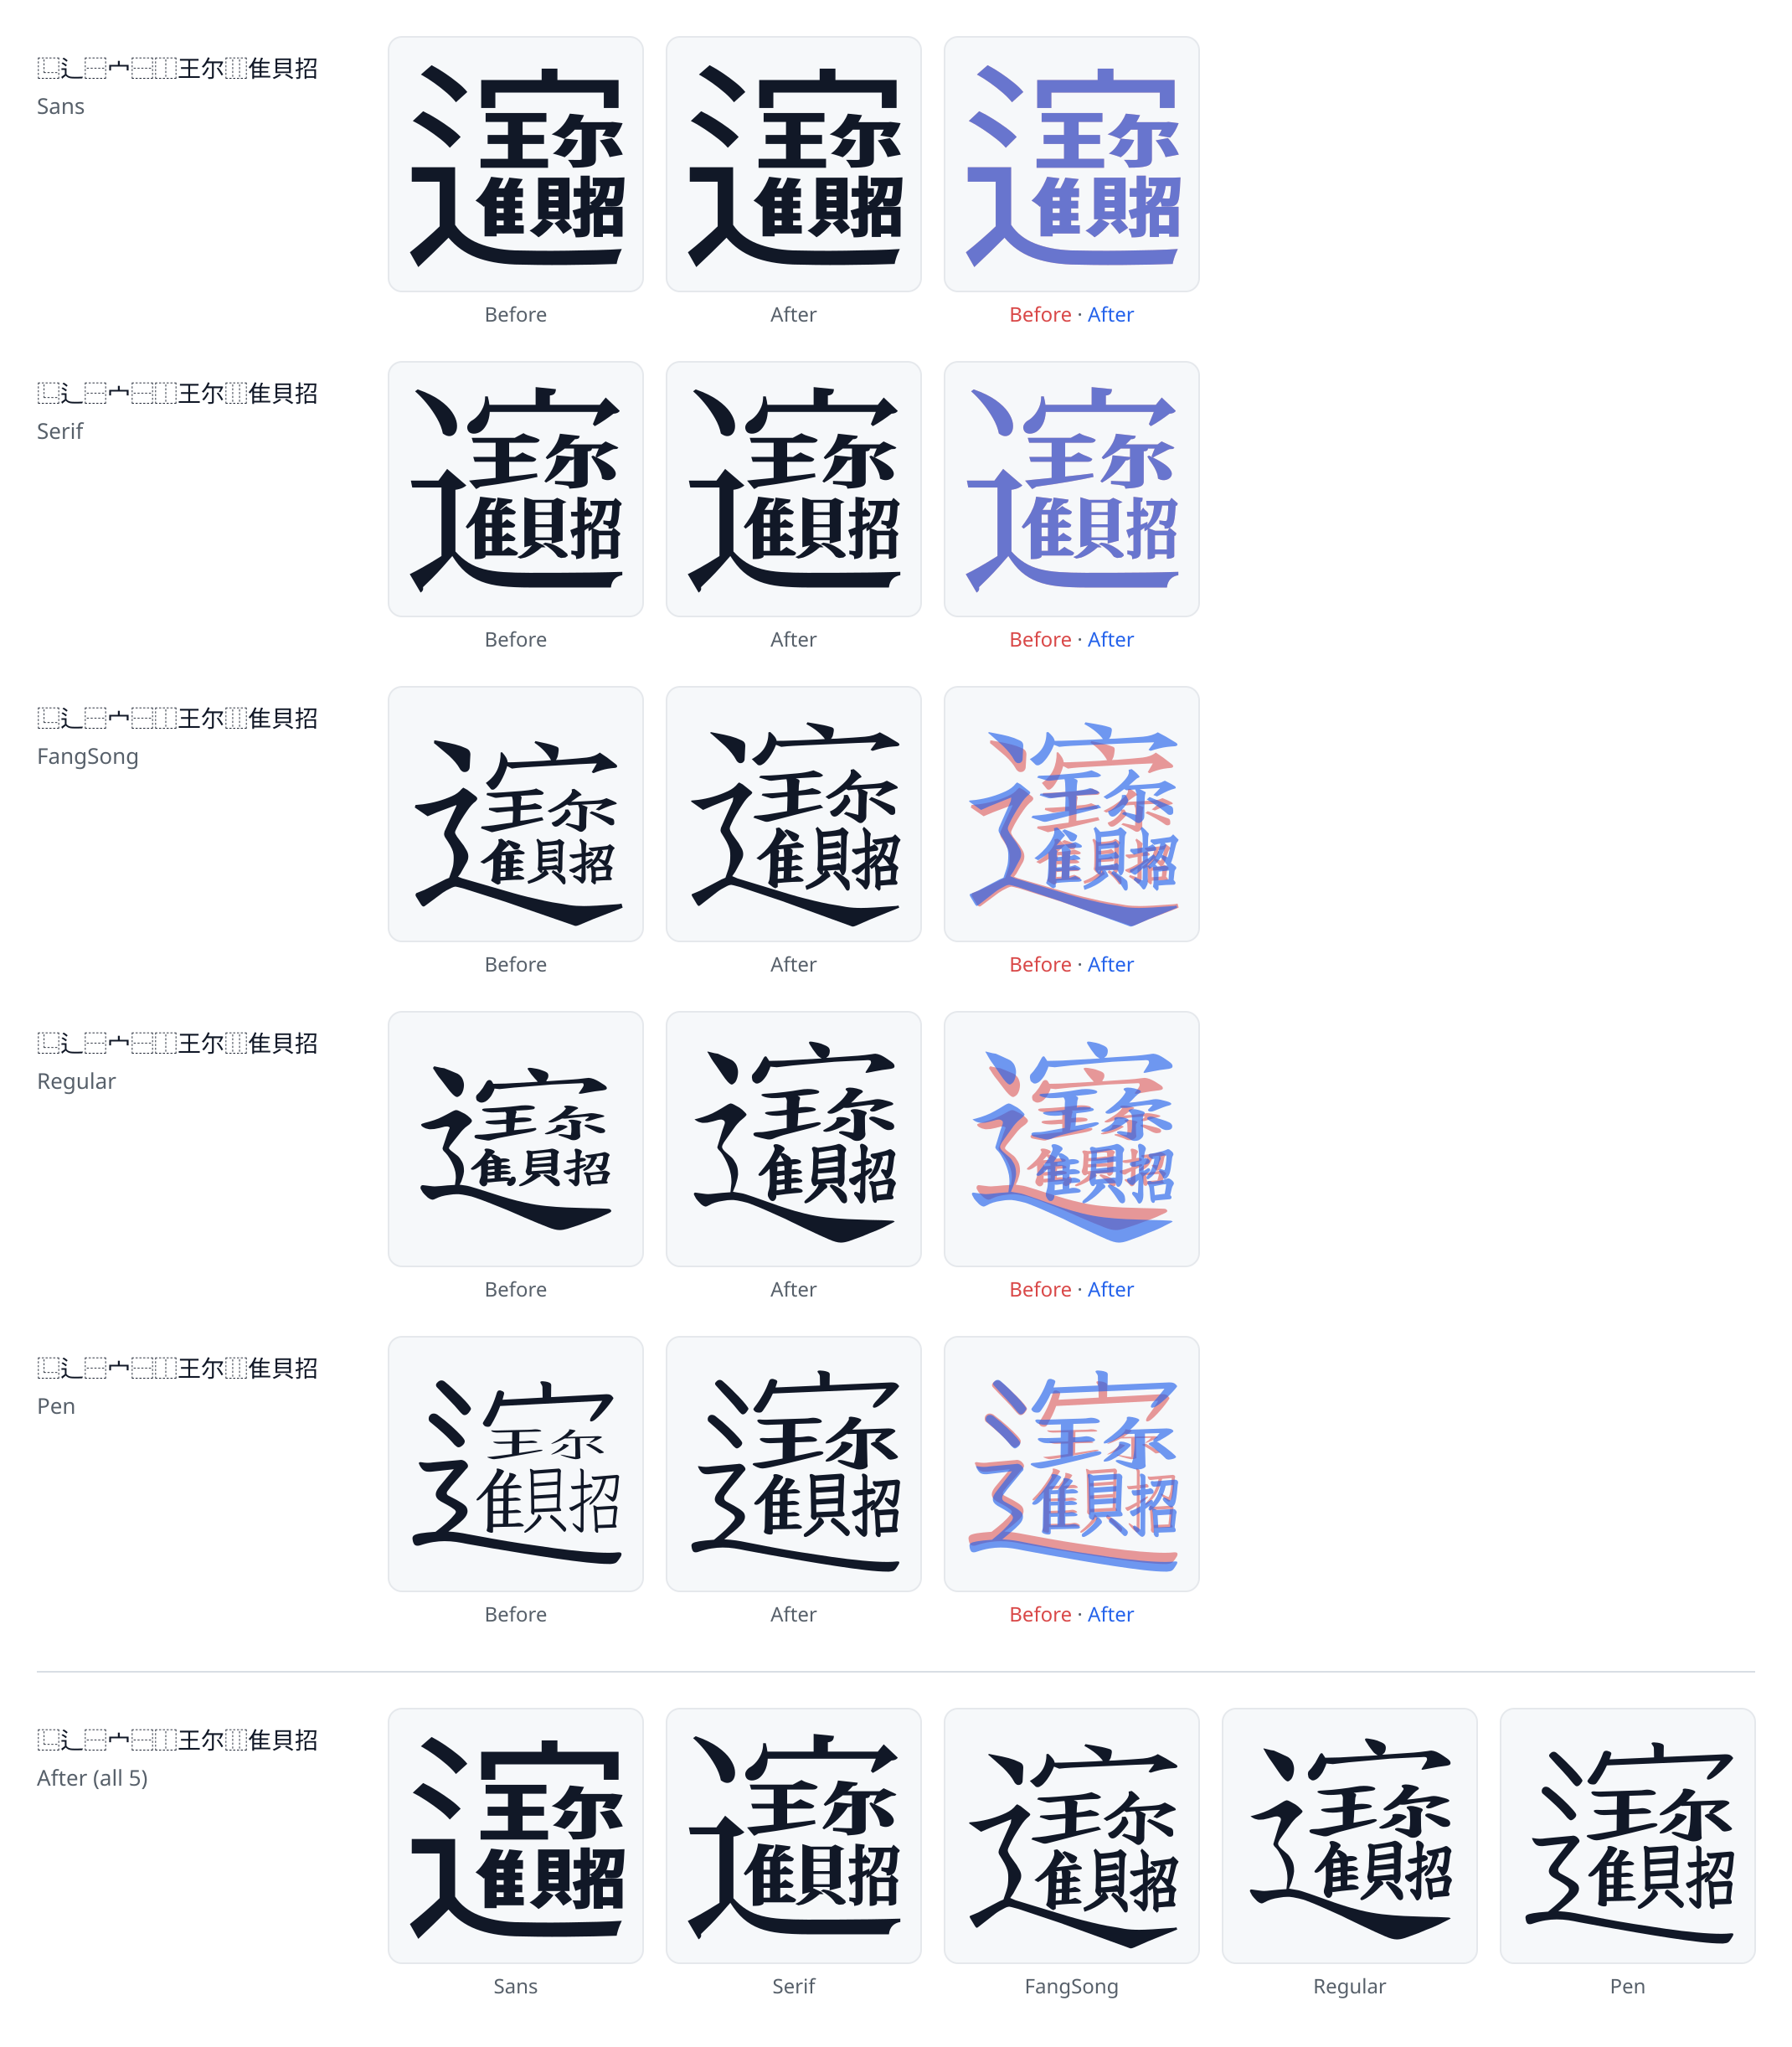 ⿺辶⿱宀⿱⿰王尔⿲隹貝招
Sans
Before
After
Before · After
⿺辶⿱宀⿱⿰王尔⿲隹貝招
Serif
Before
After
Before · After
⿺辶⿱宀⿱⿰王尔⿲隹貝招
FangSong
Before
After
Before · After
⿺辶⿱宀⿱⿰王尔⿲隹貝招
Regular
Before
After
Before · After
⿺辶⿱宀⿱⿰王尔⿲隹貝招
Pen
Before
After
Before · After
⿺辶⿱宀⿱⿰王尔⿲隹貝招
After (all 5)
Sans
Serif
FangSong
Regular
Pen